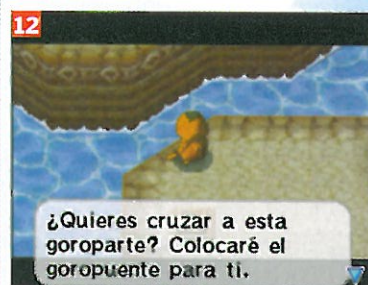 12
¿Quieres cruzar a esta
goroparte? Colocaré el
goropuente para ti.